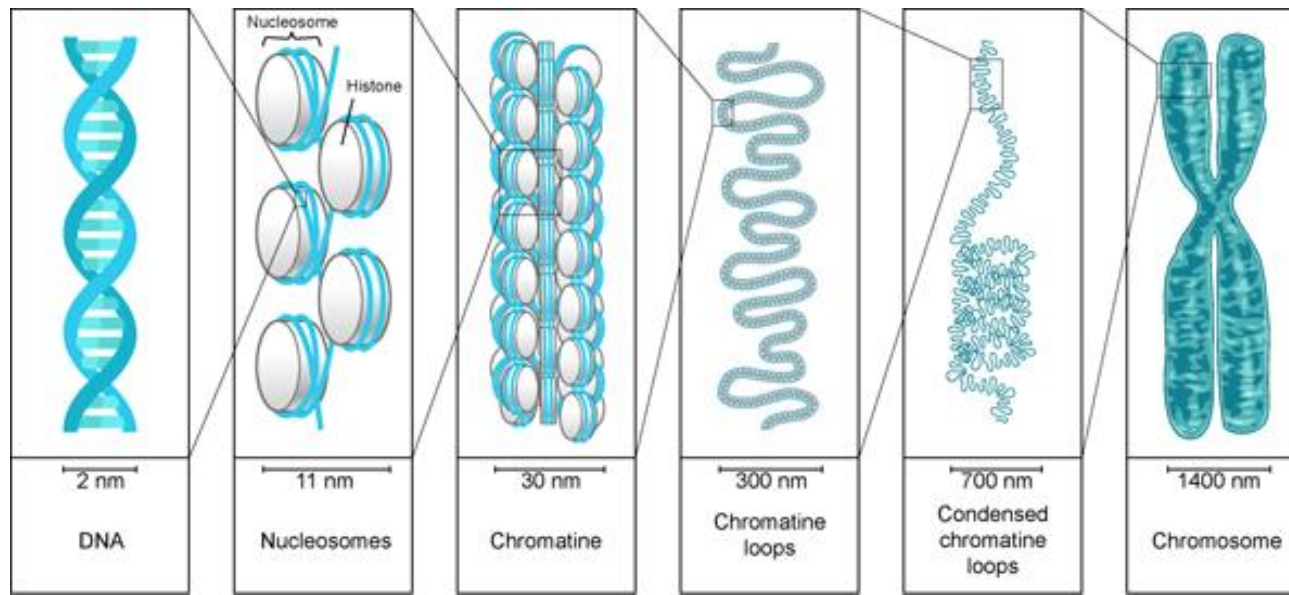 Nucleosome
Histone
2 nm
11 nm
30 nm
300 nm
700 nm
1400 nm
DNA
Nucleosomes
Chromatine
Chromatine
loops
Condensed
chromatine
loops
Chromosome